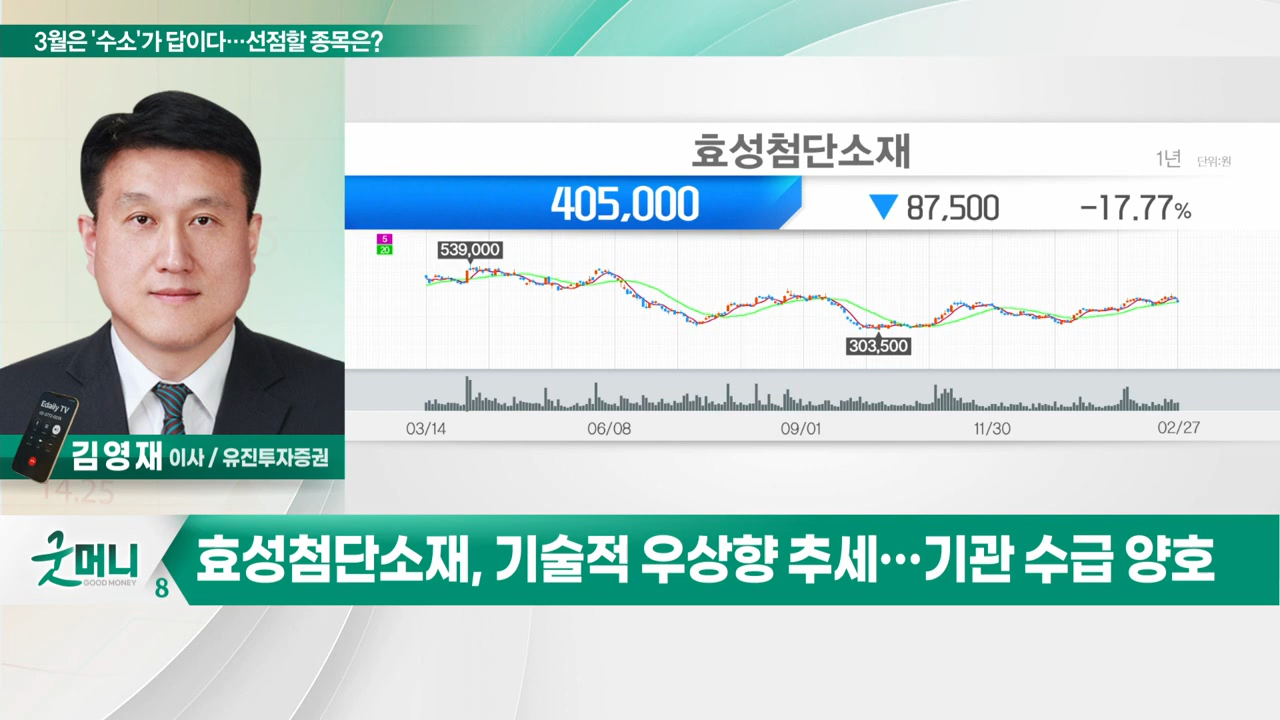 3월은 '수소'가 답이다…선점할 종목은?
효성첨단소재
1년 단위:원
405,000 ▼ 87,500 -17.77%
5
20
539,000
303,500
03/14 06/08 09/01 11/30 02/27
Edaily TV
김영재 이사 / 유진투자증권
14.25
굿머니
GOOD MONEY
8
효성첨단소재, 기술적 우상향 추세…기관 수급 양호